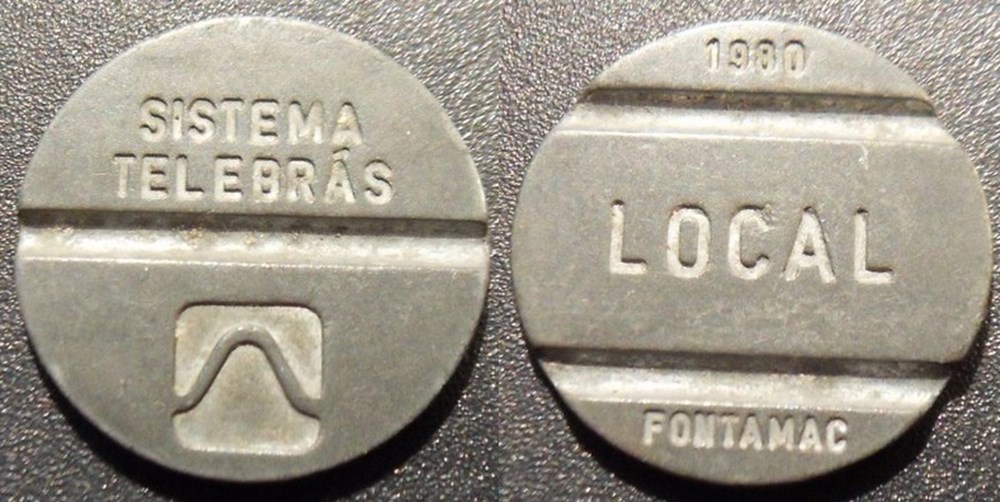 SISTEMA
TELEBRÁS
1980
LOCAL
FONTAMAC